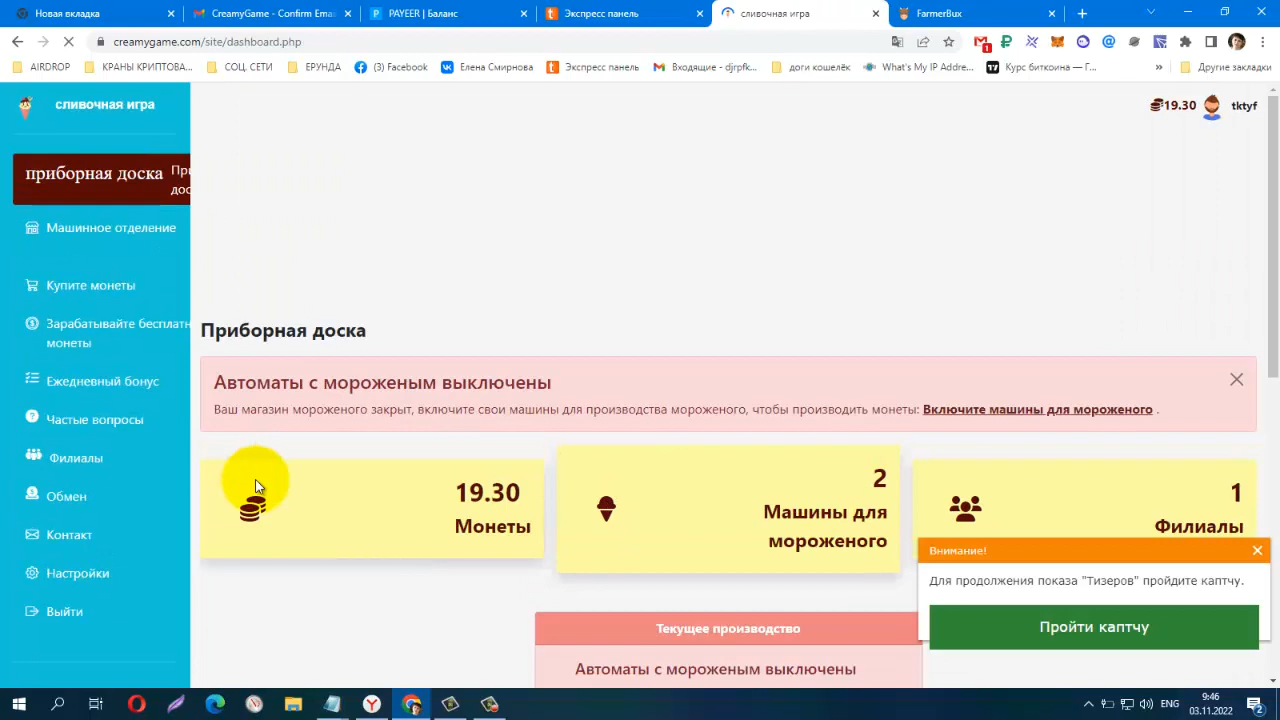 Новая вкладка
CreamyGame - Confirm Emai
PAYEER | Баланс
Экспресс панель
сливочная игра
FarmerBux
creamygame.com/site/dashboard.php
1
AIRDROP
КРАНЫ КРИПТОВА...
СОЦ. СЕТИ
ЕРУНДА
(3) Facebook
Елена Смирнова
Экспресс панель
Входящие - djrpfk...
доги кошелёк
What's My IP Addre...
Курс биткоина — Г...
»
Другие закладки
сливочная игра
19.30
tktyf
приборная доска
При
дос
Машинное отделение
Купите монеты
Зарабатывайте бесплатн
монеты
Ежедневный бонус
Частые вопросы
Филиалы
Обмен
Контакт
Настройки
Выйти
Приборная доска
Автоматы с мороженым выключены
Ваш магазин мороженого закрыт, включите свои машины для производства мороженого, чтобы производить монеты: Включите машины для мороженого .
19.30
Монеты
2
Машины для
мороженого
1
Филиалы
Внимание!
Для продолжения показа "Тизеров" пройдите каптчу.
Пройти каптчу
Текущее производство
Автоматы с мороженым выключены
ENG
9:46
03.11.2022
2